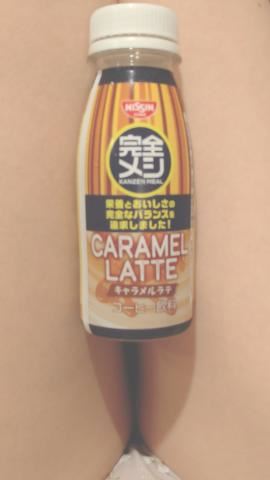 NISSIN
完全
メシ
KANZEN MEAL
栄養とおいしさの
完全なバランスを
追求しました!
CARAMEL
LATTE
キャラメルラテ
コーヒー飲料